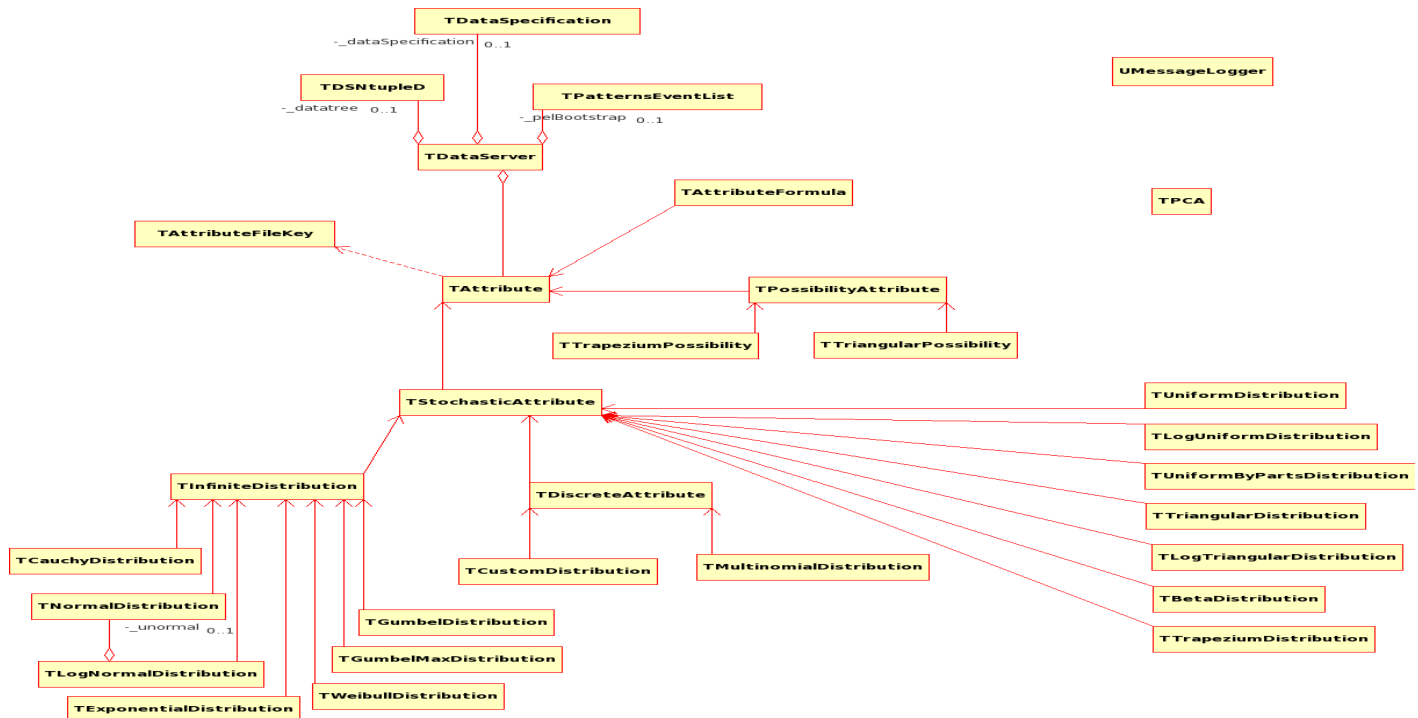 TDataSpecification
-_dataSpecification 0..1
UMessageLogger
TDSNtupleD
TPatternsEventList
-_datatree 0..1
-_pelBootstrap 0..1
TDataServer
TAttributeFormula
TPCA
TAttributeFileKey
TAttribute
TPossibilityAttribute
TTrapeziumPossibility
TTriangularPossibility
TStochasticAttribute
TUniformDistribution
TLogUniformDistribution
TUniformByPartsDistribution
TInfiniteDistribution
TDiscreteAttribute
TTriangularDistribution
TCauchyDistribution
TCustomDistribution
TMultinomialDistribution
TLogTriangularDistribution
TNormalDistribution
TBetaDistribution
-_unormal 0..1
TGumbelDistribution
TTrapeziumDistribution
TGumbelMaxDistribution
TLogNormalDistribution
TWeibullDistribution
TExponentialDistribution